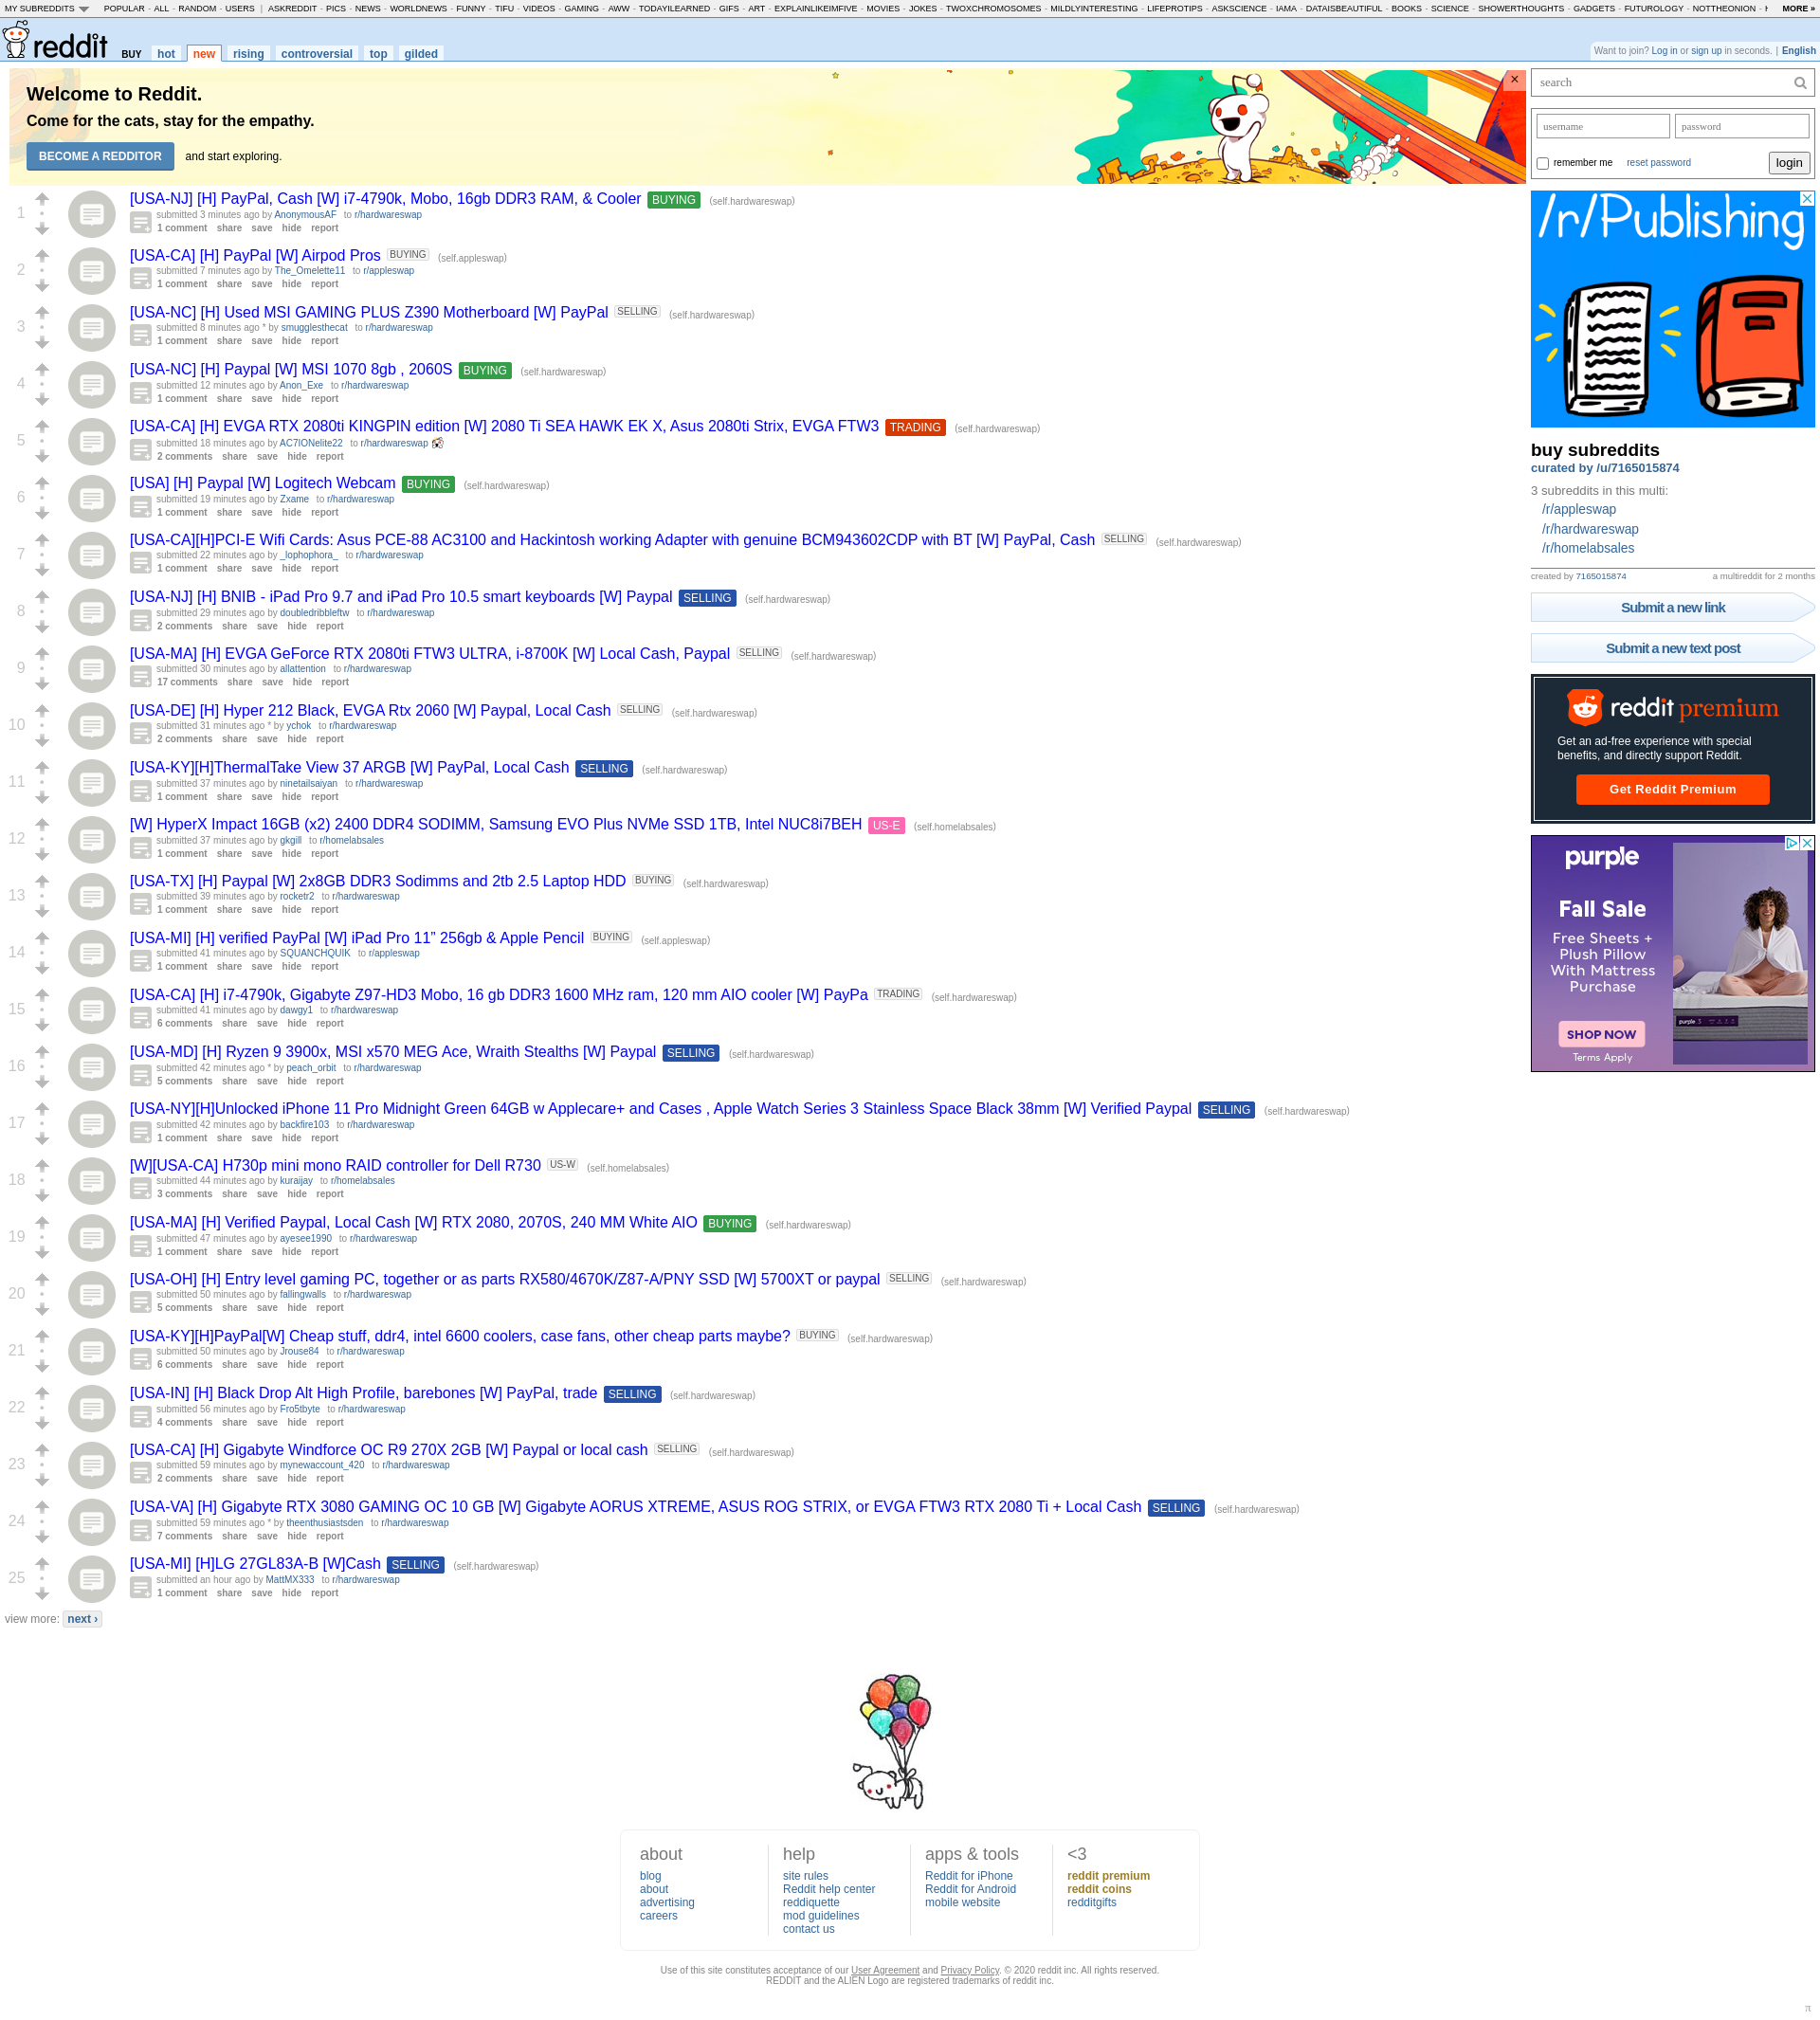 MY SUBREDDITS POPULAR - ALL - RANDOM - USERS | ASKREDDIT - PICS - NEWS - WORLDNEWS - FUNNY - TIFU - VIDEOS - GAMING - AWW - TODAYILEARNED - GIFS - ART - EXPLAINLIKEIMFIVE - MOVIES - JOKES - TWOXCHROMOSOMES - MILDLYINTERESTING - LIFEPROTIPS - ASKSCIENCE - IAMA - DATAISBEAUTIFUL - BOOKS - SCIENCE - SHOWERTHOUGHTS - GADGETS - FUTUROLOGY - NOTTHEONION - MORE »
reddit BUY hot new rising controversial top gilded
Want to join? Log in or sign up in seconds. | English
Welcome to Reddit.
Come for the cats, stay for the empathy.
BECOME A REDDITOR and start exploring.
1
[USA-NJ] [H] PayPal, Cash [W] i7-4790k, Mobo, 16gb DDR3 RAM, & Cooler BUYING (self.hardwareswap)
submitted 3 minutes ago by AnonymousAF to r/hardwareswap
1 comment share save hide report
2
[USA-CA] [H] PayPal [W] Airpod Pros BUYING (self.appleswap)
submitted 7 minutes ago by The_Omelette11 to r/appleswap
1 comment share save hide report
3
[USA-NC] [H] Used MSI GAMING PLUS Z390 Motherboard [W] PayPal SELLING (self.hardwareswap)
submitted 8 minutes ago * by smugglesthecat to r/hardwareswap
1 comment share save hide report
4
[USA-NC] [H] Paypal [W] MSI 1070 8gb , 2060S BUYING (self.hardwareswap)
submitted 12 minutes ago by Anon_Exe to r/hardwareswap
1 comment share save hide report
5
[USA-CA] [H] EVGA RTX 2080ti KINGPIN edition [W] 2080 Ti SEA HAWK EK X, Asus 2080ti Strix, EVGA FTW3 TRADING (self.hardwareswap)
submitted 18 minutes ago by AC7IONelite22 to r/hardwareswap
2 comments share save hide report
6
[USA] [H] Paypal [W] Logitech Webcam BUYING (self.hardwareswap)
submitted 19 minutes ago by Zxame to r/hardwareswap
1 comment share save hide report
7
[USA-CA][H]PCI-E Wifi Cards: Asus PCE-88 AC3100 and Hackintosh working Adapter with genuine BCM943602CDP with BT [W] PayPal, Cash SELLING (self.hardwareswap)
submitted 22 minutes ago by _lophophora_ to r/hardwareswap
1 comment share save hide report
8
[USA-NJ] [H] BNIB - iPad Pro 9.7 and iPad Pro 10.5 smart keyboards [W] Paypal SELLING (self.hardwareswap)
submitted 29 minutes ago by doubledribbleftw to r/hardwareswap
2 comments share save hide report
9
[USA-MA] [H] EVGA GeForce RTX 2080ti FTW3 ULTRA, i-8700K [W] Local Cash, Paypal SELLING (self.hardwareswap)
submitted 30 minutes ago by allattention to r/hardwareswap
17 comments share save hide report
10
[USA-DE] [H] Hyper 212 Black, EVGA Rtx 2060 [W] Paypal, Local Cash SELLING (self.hardwareswap)
submitted 31 minutes ago * by ychok to r/hardwareswap
2 comments share save hide report
11
[USA-KY][H]ThermalTake View 37 ARGB [W] PayPal, Local Cash SELLING (self.hardwareswap)
submitted 37 minutes ago by ninetailsaiyan to r/hardwareswap
1 comment share save hide report
12
[W] HyperX Impact 16GB (x2) 2400 DDR4 SODIMM, Samsung EVO Plus NVMe SSD 1TB, Intel NUC8i7BEH US-E (self.homelabsales)
submitted 37 minutes ago by gkgill to r/homelabsales
1 comment share save hide report
13
[USA-TX] [H] Paypal [W] 2x8GB DDR3 Sodimms and 2tb 2.5 Laptop HDD BUYING (self.hardwareswap)
submitted 39 minutes ago by rocketr2 to r/hardwareswap
1 comment share save hide report
14
[USA-MI] [H] verified PayPal [W] iPad Pro 11” 256gb & Apple Pencil BUYING (self.appleswap)
submitted 41 minutes ago by SQUANCHQUIK to r/appleswap
1 comment share save hide report
15
[USA-CA] [H] i7-4790k, Gigabyte Z97-HD3 Mobo, 16 gb DDR3 1600 MHz ram, 120 mm AIO cooler [W] PayPa TRADING (self.hardwareswap)
submitted 41 minutes ago by dawgy1 to r/hardwareswap
6 comments share save hide report
16
[USA-MD] [H] Ryzen 9 3900x, MSI x570 MEG Ace, Wraith Stealths [W] Paypal SELLING (self.hardwareswap)
submitted 42 minutes ago * by peach_orbit to r/hardwareswap
5 comments share save hide report
17
[USA-NY][H]Unlocked iPhone 11 Pro Midnight Green 64GB w Applecare+ and Cases , Apple Watch Series 3 Stainless Space Black 38mm [W] Verified Paypal SELLING (self.hardwareswap)
submitted 42 minutes ago by backfire103 to r/hardwareswap
1 comment share save hide report
18
[W][USA-CA] H730p mini mono RAID controller for Dell R730 US-W (self.homelabsales)
submitted 44 minutes ago by kuraijay to r/homelabsales
3 comments share save hide report
19
[USA-MA] [H] Verified Paypal, Local Cash [W] RTX 2080, 2070S, 240 MM White AIO BUYING (self.hardwareswap)
submitted 47 minutes ago by ayesee1990 to r/hardwareswap
1 comment share save hide report
20
[USA-OH] [H] Entry level gaming PC, together or as parts RX580/4670K/Z87-A/PNY SSD [W] 5700XT or paypal SELLING (self.hardwareswap)
submitted 50 minutes ago by fallingwalls to r/hardwareswap
5 comments share save hide report
21
[USA-KY][H]PayPal[W] Cheap stuff, ddr4, intel 6600 coolers, case fans, other cheap parts maybe? BUYING (self.hardwareswap)
submitted 50 minutes ago by Jrouse84 to r/hardwareswap
6 comments share save hide report
22
[USA-IN] [H] Black Drop Alt High Profile, barebones [W] PayPal, trade SELLING (self.hardwareswap)
submitted 56 minutes ago by Fro5tbyte to r/hardwareswap
4 comments share save hide report
23
[USA-CA] [H] Gigabyte Windforce OC R9 270X 2GB [W] Paypal or local cash SELLING (self.hardwareswap)
submitted 59 minutes ago by mynewaccount_420 to r/hardwareswap
2 comments share save hide report
24
[USA-VA] [H] Gigabyte RTX 3080 GAMING OC 10 GB [W] Gigabyte AORUS XTREME, ASUS ROG STRIX, or EVGA FTW3 RTX 2080 Ti + Local Cash SELLING (self.hardwareswap)
submitted 59 minutes ago * by theenthusiastsden to r/hardwareswap
7 comments share save hide report
25
[USA-MI] [H]LG 27GL83A-B [W]Cash SELLING (self.hardwareswap)
submitted an hour ago by MattMX333 to r/hardwareswap
1 comment share save hide report
view more: next ›
search
username password
remember me reset password login
/r/Publishing
buy subreddits
curated by /u/7165015874
3 subreddits in this multi:
/r/appleswap
/r/hardwareswap
/r/homelabsales
created by 7165015874 a multireddit for 2 months
Submit a new link
Submit a new text post
reddit premium
Get an ad-free experience with special
benefits, and directly support Reddit.
Get Reddit Premium
purple
Fall Sale
Free Sheets +
Plush Pillow
With Mattress
Purchase
SHOP NOW
Terms Apply
about help apps & tools <3
blog site rules Reddit for iPhone reddit premium
about Reddit help center Reddit for Android reddit coins
advertising reddiquette mobile website redditgifts
careers mod guidelines
contact us
Use of this site constitutes acceptance of our User Agreement and Privacy Policy. © 2020 reddit inc. All rights reserved.
REDDIT and the ALIEN Logo are registered trademarks of reddit inc.
π